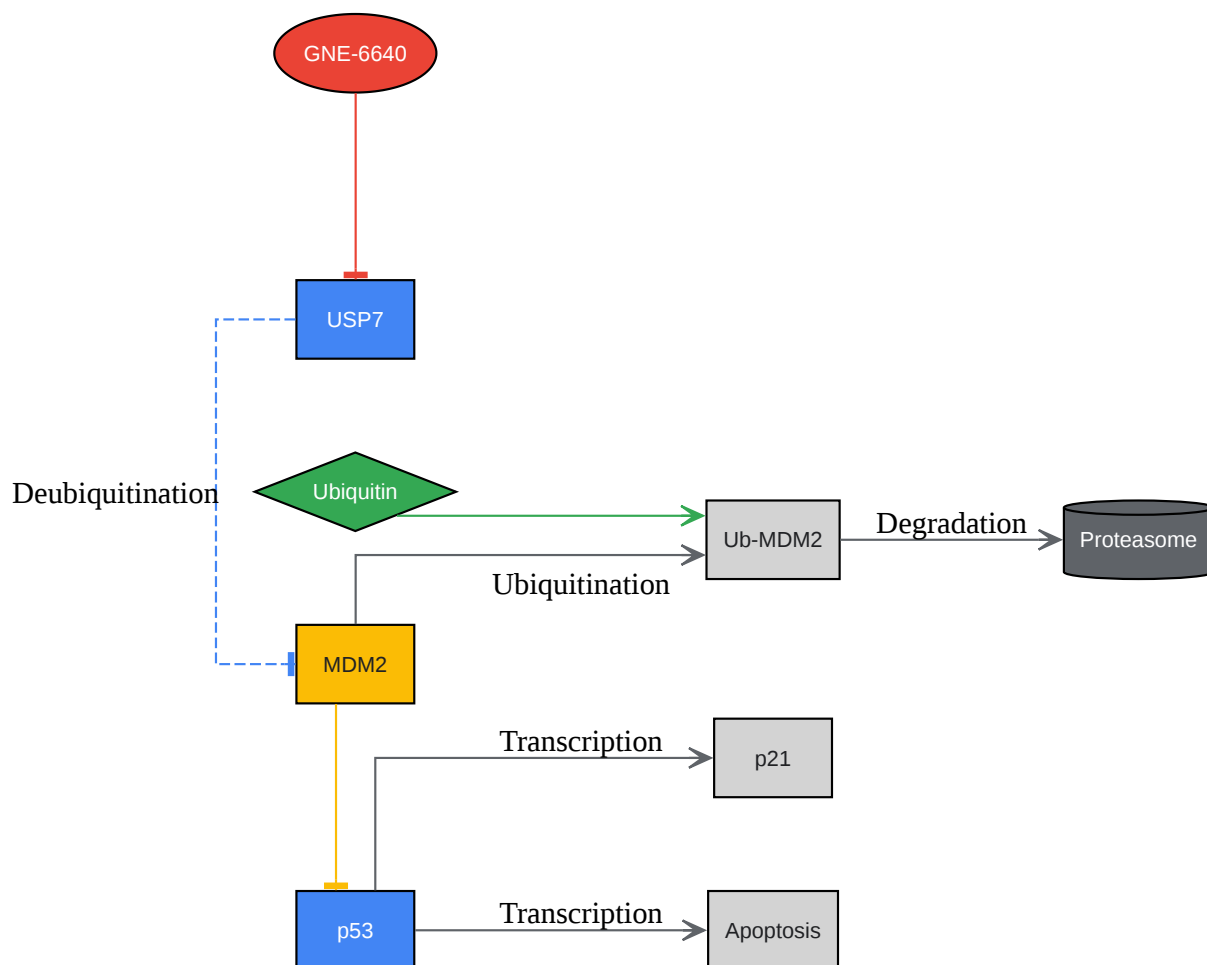 GNE-6640
USP7
Deubiquitination
Ubiquitin
Ub-MDM2
Degradation
Proteasome
Ubiquitination
MDM2
Transcription
p21
Transcription
p53
Apoptosis